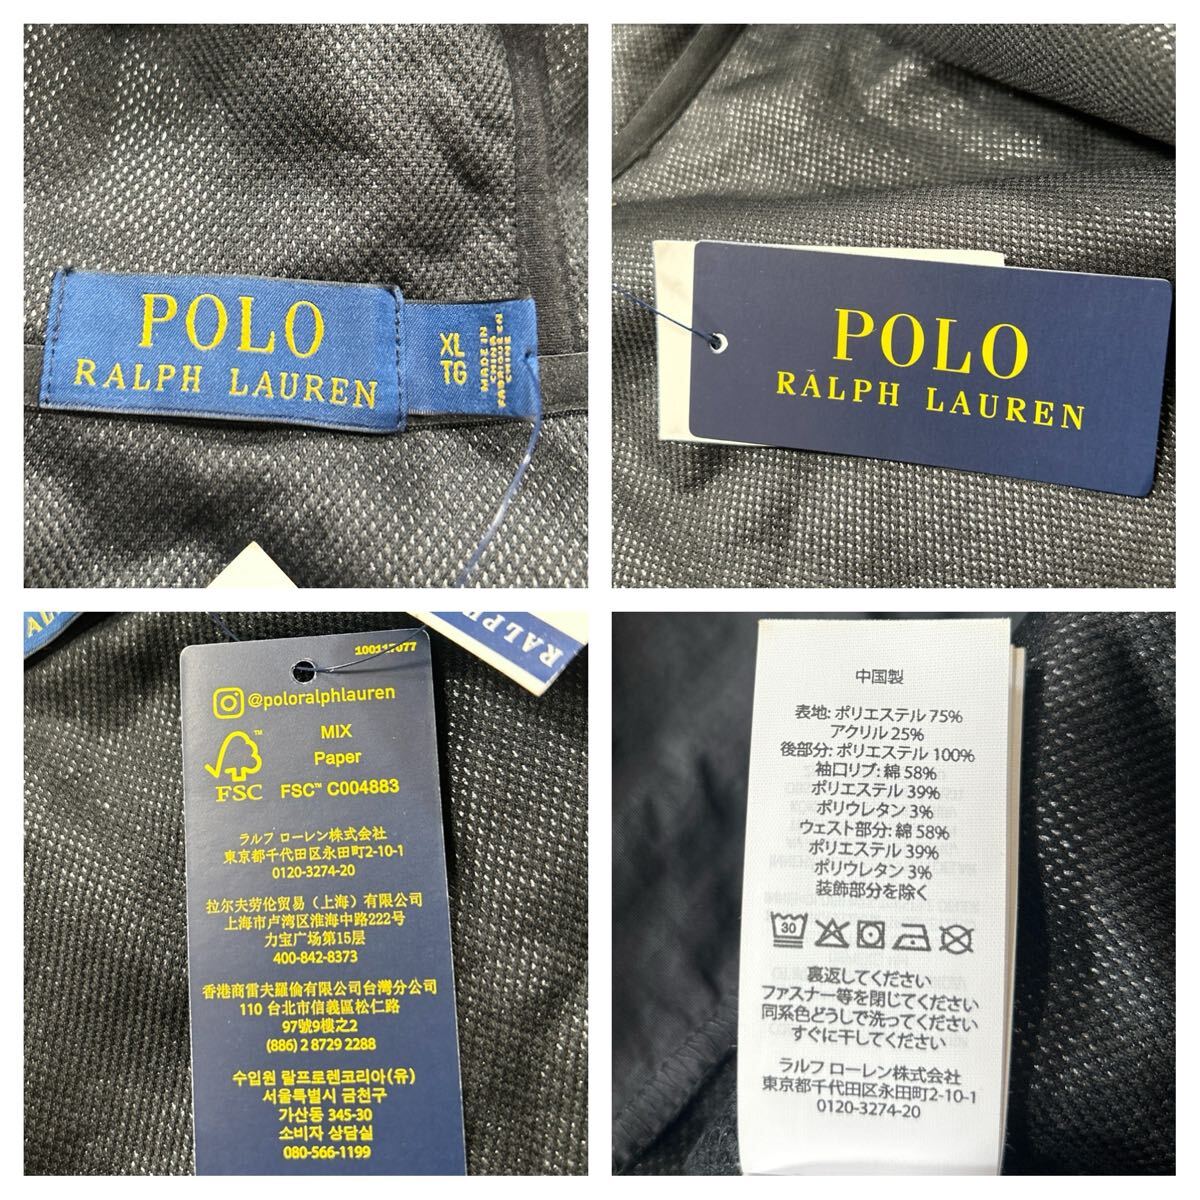 POLO
RALPH LAUREN
XL
TG
POLO
RALPH LAUREN
RALPH
@poloralphlauren
MIX
Paper
FSC
FSC™ C004883
ラルフ ローレン株式会社
東京都千代田区永田町2-10-1
0120-3274-20
拉尔夫劳伦贸易（上海）有限公司
上海市卢湾区淮海中路222号
力宝广场第15层
400-842-8373
香港商雷夫羅倫有限公司台灣分公司
110 台北市信義區松仁路
97號9樓之2
(886) 2 8729 2288
수입원 랄프로렌코리아(유)
서울특별시 금천구
가산동 345-30
소비자 상담실
080-566-1199
中国製
表地: ポリエステル 75%
アクリル 25%
後部分: ポリエステル 100%
袖口リブ: 綿 58%
ポリエステル 39%
ポリウレタン 3%
ウェスト部分: 綿 58%
ポリエステル 39%
ポリウレタン 3%
装飾部分を除く
30
裏返してください
ファスナー等を閉じてください
同系色どうしで洗ってください
すぐに干してください
ラルフ ローレン株式会社
東京都千代田区永田町2-10-1
0120-3274-20